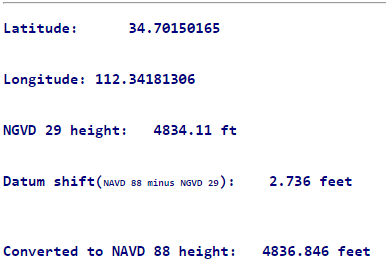 Latitude: 34.70150165
Longitude: 112.34181306
NGVD 29 height: 4834.11 ft
Datum shift(NAVD 88 minus NGVD 29): 2.736 feet
Converted to NAVD 88 height: 4836.846 feet